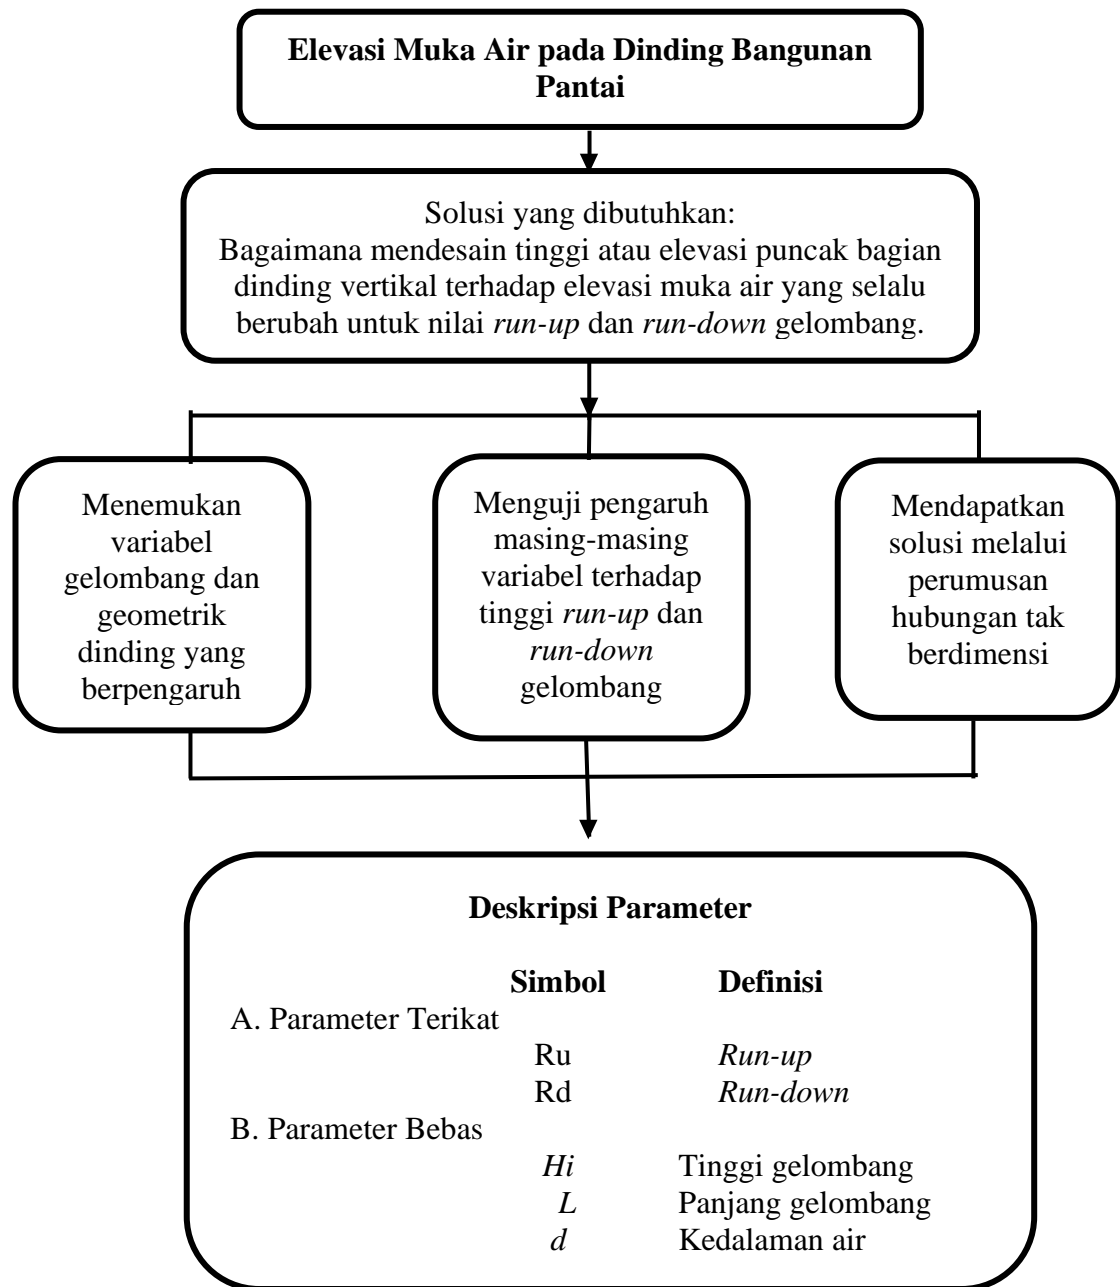 Elevasi Muka Air pada Dinding Bangunan
Pantai
Solusi yang dibutuhkan:
Bagaimana mendesain tinggi atau elevasi puncak bagian
dinding vertikal terhadap elevasi muka air yang selalu
berubah untuk nilai run-up dan run-down gelombang.
Menemukan
variabel
gelombang dan
geometrik
dinding yang
berpengaruh
Menguji pengaruh
masing-masing
variabel terhadap
tinggi run-up dan
run-down
gelombang
Mendapatkan
solusi melalui
perumusan
hubungan tak
berdimensi
Deskripsi Parameter
Simbol Definisi
A. Parameter Terikat
Ru Run-up
Rd Run-down
B. Parameter Bebas
Hi Tinggi gelombang
L Panjang gelombang
d Kedalaman air